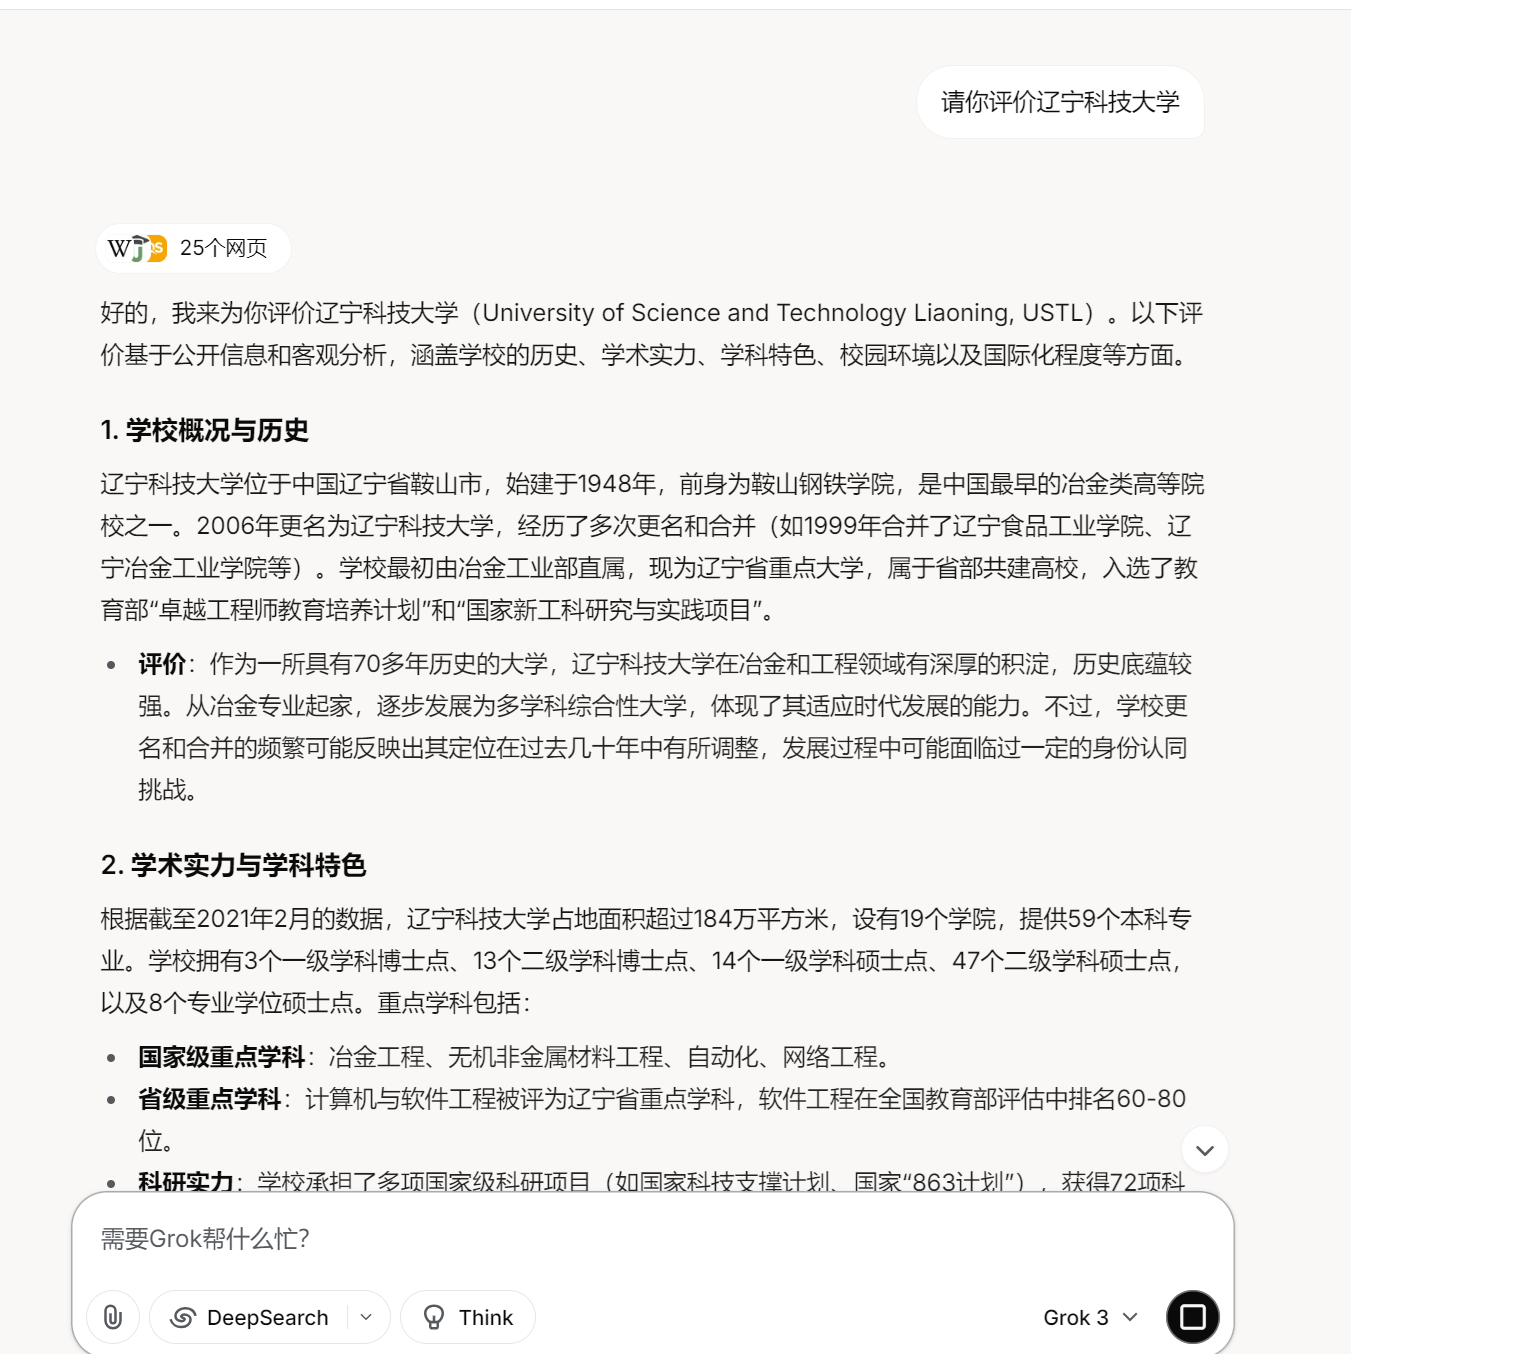 请你评价辽宁科技大学
25个网页
好的，我来为你评价辽宁科技大学（University of Science and Technology Liaoning, USTL）。以下评
价基于公开信息和客观分析，涵盖学校的历史、学术实力、学科特色、校园环境以及国际化程度等方面。
1. 学校概况与历史
辽宁科技大学位于中国辽宁省鞍山市，始建于1948年，前身为鞍山钢铁学院，是中国最早的冶金类高等院
校之一。2006年更名为辽宁科技大学，经历了多次更名和合并（如1999年合并了辽宁食品工业学院、辽
宁冶金工业学院等）。学校最初由冶金工业部直属，现为辽宁省重点大学，属于省部共建高校，入选了教
育部“卓越工程师教育培养计划”和“国家新工科研究与实践项目”。
• 评价：作为一所具有70多年历史的大学，辽宁科技大学在冶金和工程领域有深厚的积淀，历史底蕴较
强。从冶金专业起家，逐步发展为多学科综合性大学，体现了其适应时代发展的能力。不过，学校更
名和合并的频繁可能反映出其定位在过去几十年中有所调整，发展过程中可能面临过一定的身份认同
挑战。
2. 学术实力与学科特色
根据截至2021年2月的数据，辽宁科技大学占地面积超过184万平方米，设有19个学院，提供59个本科专
业。学校拥有3个一级学科博士点、13个二级学科博士点、14个一级学科硕士点、47个二级学科硕士点，
以及8个专业学位硕士点。重点学科包括：
• 国家级重点学科：冶金工程、无机非金属材料工程、自动化、网络工程。
• 省级重点学科：计算机与软件工程被评为辽宁省重点学科，软件工程在全国教育部评估中排名60-80
位。
• 科研实力：学校承担了多项国家级科研项目（如国家科技支撑计划、国家“863计划”），获得72项科
需要Grok帮什么忙？
DeepSearch
Think
Grok 3